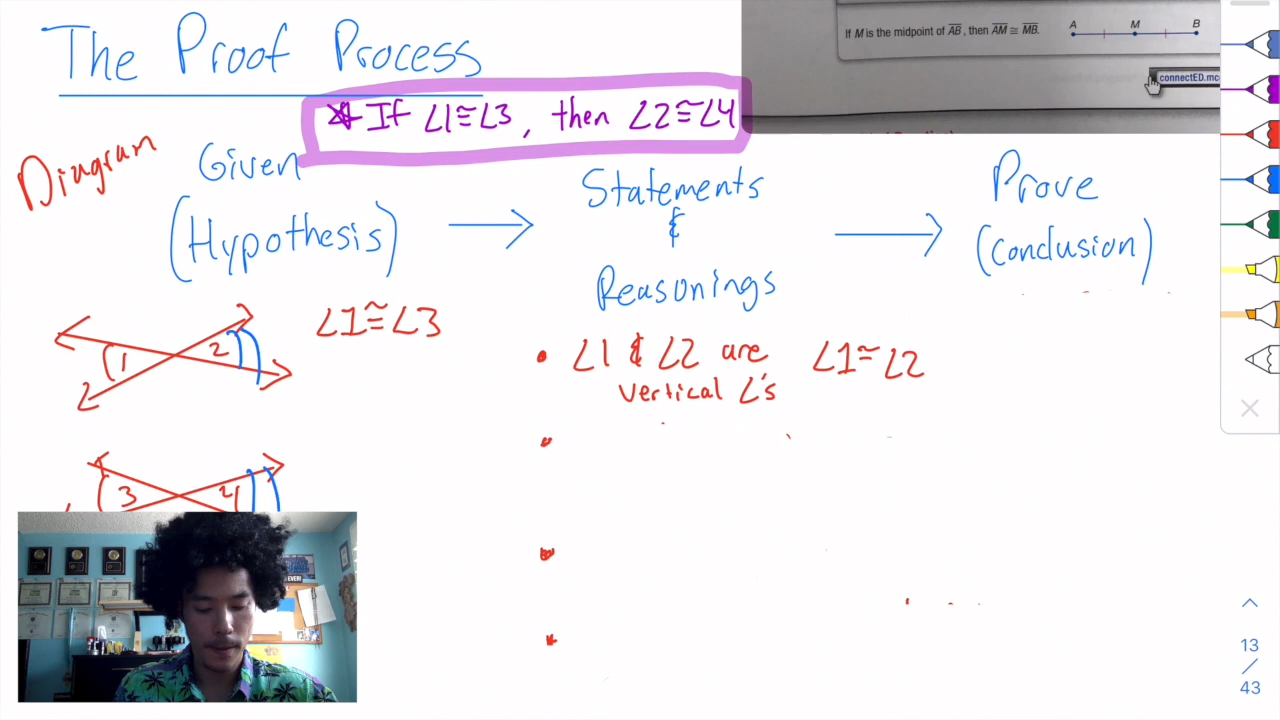 The Proof Process
If M is the midpoint of AB, then AM ≅ MB.
A M B
connectED.mc
* If ∠1≅∠3, then ∠2≅∠4
Diagram
Given
(Hypothesis)
Statements
&
Reasonings
Prove
(conclusion)
∠1≅∠3
1 2
• ∠1 & ∠2 are ∠1≅∠2
vertical ∠'s
3 4
EVER!
13
/
43